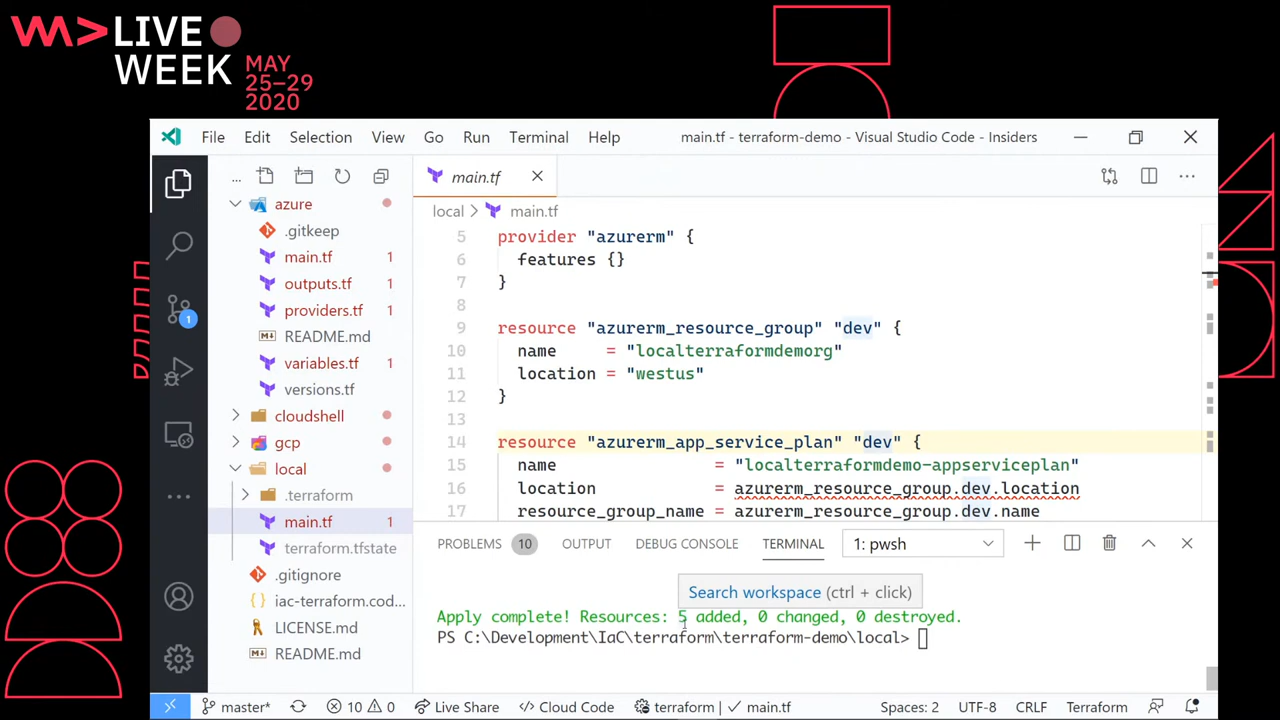 LIVE
WEEK
MAY
25-29
2020
File Edit Selection View Go Run Terminal Help
main.tf - terraform-demo - Visual Studio Code - Insiders
...
azure
.gitkeep
main.tf 1
outputs.tf 1
providers.tf 1
README.md
variables.tf 1
versions.tf
cloudshell
gcp
local
.terraform
main.tf 1
terraform.tfstate
.gitignore
iac-terraform.cod...
LICENSE.md
README.md
1
main.tf
local > main.tf
5 provider "azurerm" {
6 features {}
7 }
8
9 resource "azurerm_resource_group" "dev" {
10 name = "localterraformdemorg"
11 location = "westus"
12 }
13
14 resource "azurerm_app_service_plan" "dev" {
15 name = "localterraformdemo-appserviceplan"
16 location = azurerm_resource_group.dev.location
17 resource_group_name = azurerm_resource_group.dev.name
PROBLEMS 10 OUTPUT DEBUG CONSOLE TERMINAL 1: pwsh
Search workspace (ctrl + click)
Apply complete! Resources: 5 added, 0 changed, 0 destroyed.
PS C:\Development\IaC\terraform\terraform-demo\local>
master* 10 0 Live Share Cloud Code terraform | main.tf Spaces: 2 UTF-8 CRLF Terraform